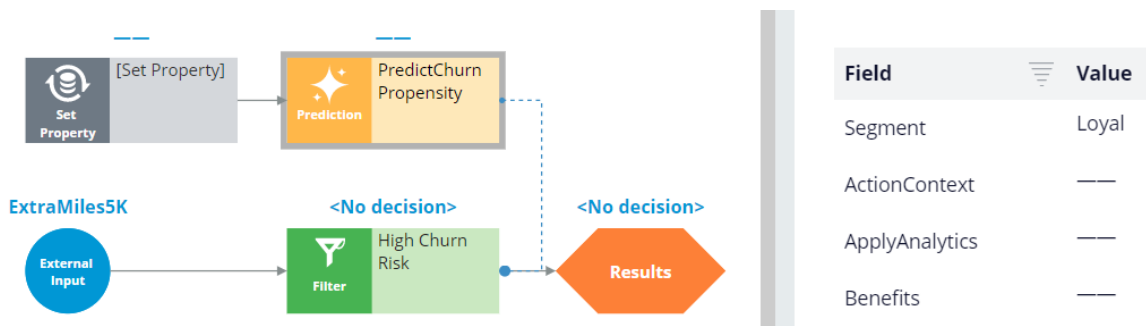 ——
——
[Set Property]
Set
Property
PredictChurn
Propensity
Prediction
ExtraMiles5K
<No decision>
<No decision>
External
Input
High Churn
Risk
Filter
Results
Field
Value
Segment
Loyal
ActionContext
——
ApplyAnalytics
——
Benefits
——